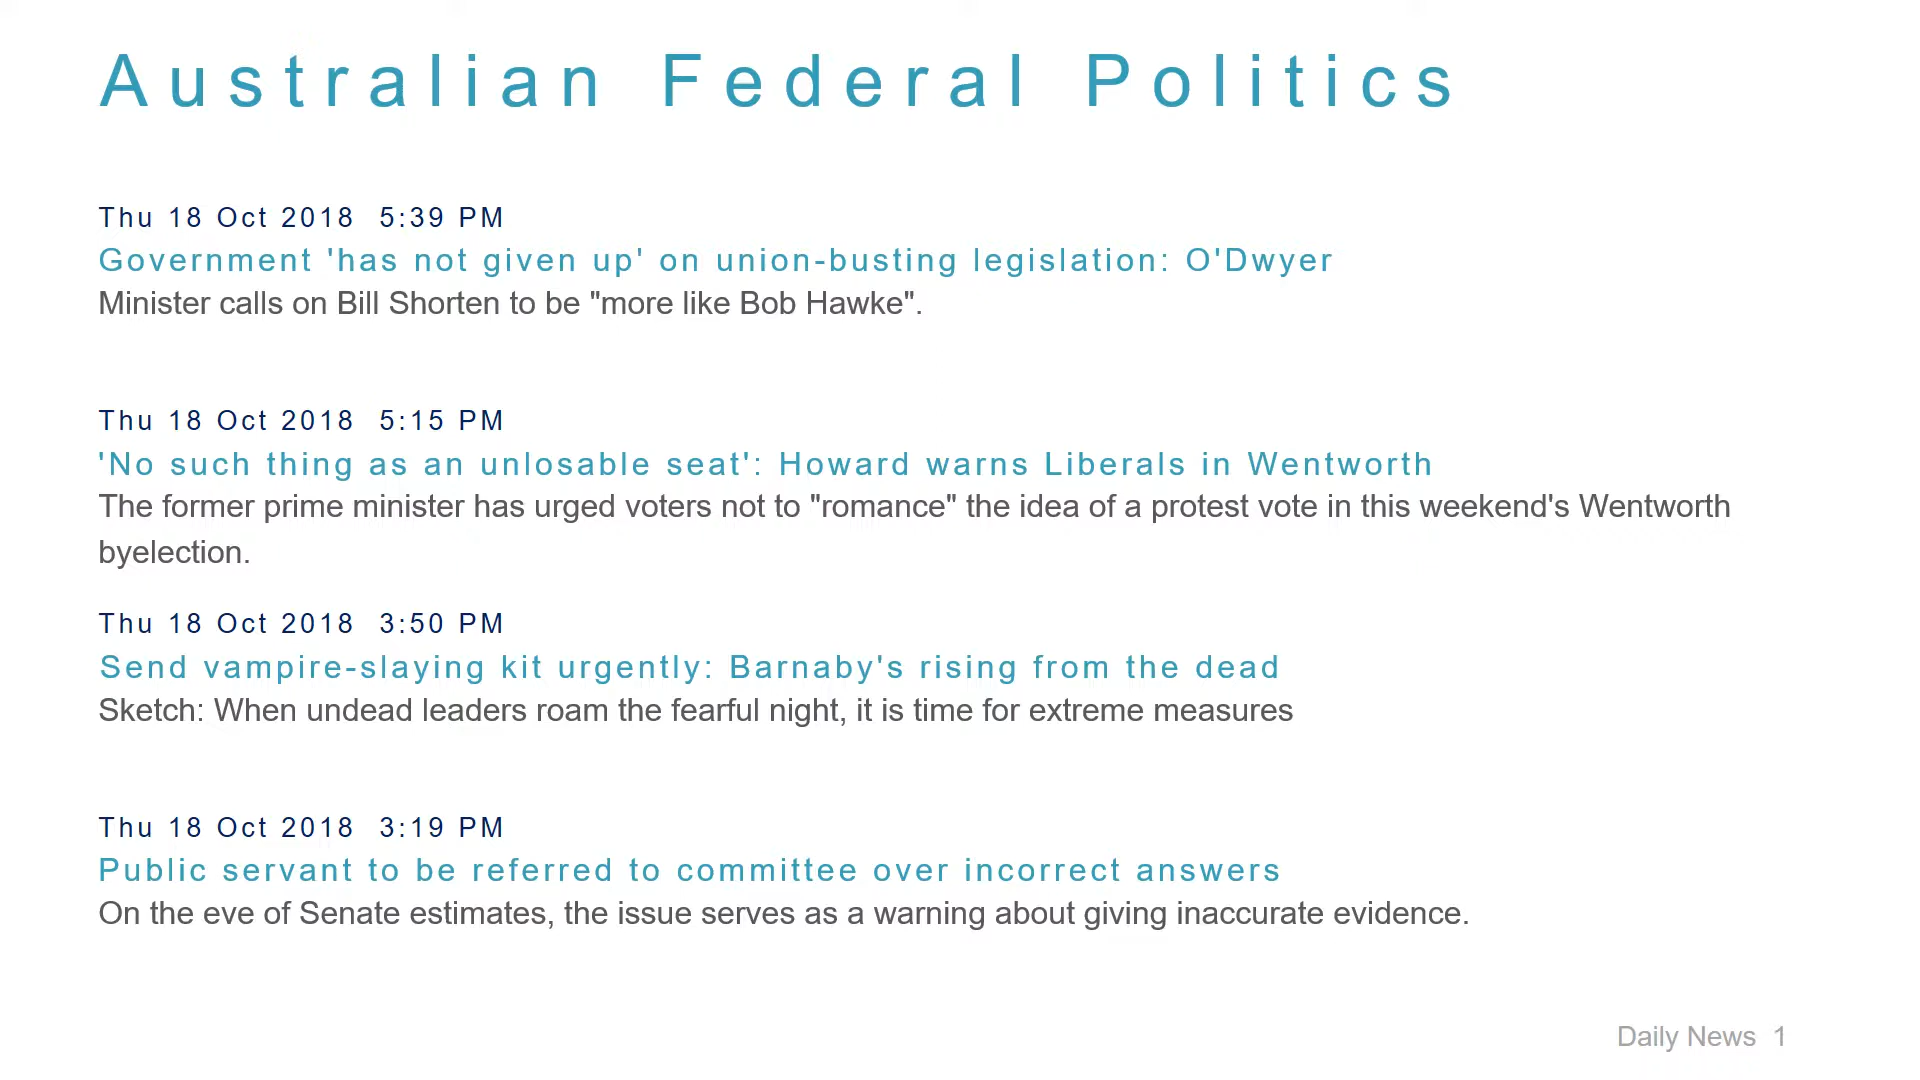 Australian Federal Politics
Thu 18 Oct 2018  5:39 PM
Government 'has not given up' on union-busting legislation: O'Dwyer
Minister calls on Bill Shorten to be "more like Bob Hawke".
Thu 18 Oct 2018  5:15 PM
'No such thing as an unlosable seat': Howard warns Liberals in Wentworth
The former prime minister has urged voters not to "romance" the idea of a protest vote in this weekend's Wentworth
byelection.
Thu 18 Oct 2018  3:50 PM
Send vampire-slaying kit urgently: Barnaby's rising from the dead
Sketch: When undead leaders roam the fearful night, it is time for extreme measures
Thu 18 Oct 2018  3:19 PM
Public servant to be referred to committee over incorrect answers
On the eve of Senate estimates, the issue serves as a warning about giving inaccurate evidence.
Daily News  1